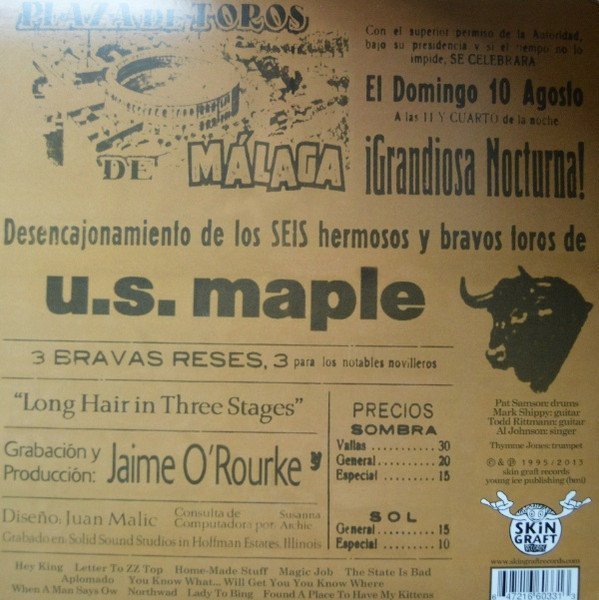 PLAZA DE TOROS
DE MÁLAGA
Con el superior permiso de la Autoridad,
bajo su presidencia y si el tiempo no lo
impide, SE CELEBRARA
El Domingo 10 Agosto
A las 11 Y CUARTO de la noche
¡Grandiosa Nocturna!
Desencajonamiento de los SEIS hermosos y bravos toros de
u.s. maple
3 BRAVAS RESES, 3 para los notables novilleros
"Long Hair in Three Stages"
Grabación y
Producción: Jaime O'Rourke y
Diseño: Juan Malic
Consulta de Susanna
Computadora por: Archie
Grabado en: Solid Sound Studios in Hoffman Estates, Illinois
PRECIOS
SOMBRA
Vallas 30
General 20
Especial 15
SOL
General 15
Especial 10
Pat Samson: drums
Mark Shippy: guitar
Todd Rittmann: guitar
Al Johnson: singer
Thymme Jones: trumpet
© & ℗ 1995/2013
skin graft records
young ice publishing (bmi)
SKiN
GRAFT
RECORDS
www.skingraftrecords.com
Hey King Letter To ZZ Top Home-Made Stuff Magic Job The State Is Bad
Aplomado You Know What... Will Get You You Know Where
When A Man Says Ow Northwad Lady To Bing Found A Place To Have My Kittens
6 47216 60331 3